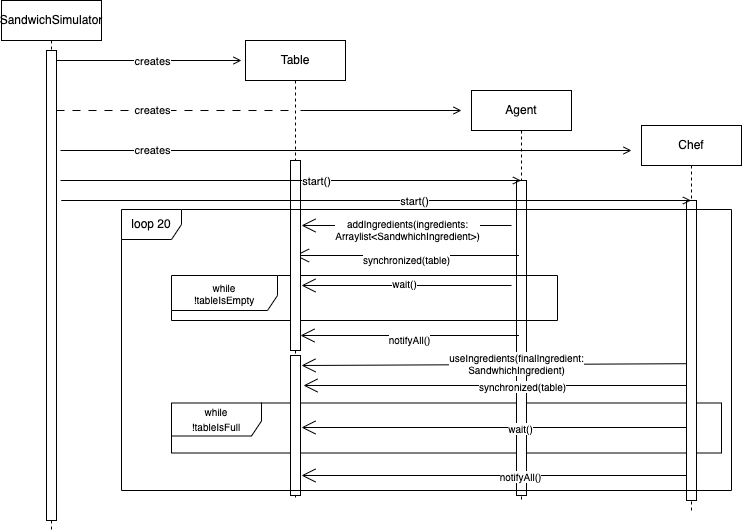 SandwichSimulator
creates
Table
creates
Agent
creates
Chef
start()
start()
loop 20
addIngredients(ingredients:
Arraylist<SandwhichIngredient>)
synchronized(table)
while
!tableIsEmpty
wait()
notifyAll()
useIngredients(finalIngredient:
SandwhichIngredient)
synchronized(table)
while
!tableIsFull
wait()
notifyAll()